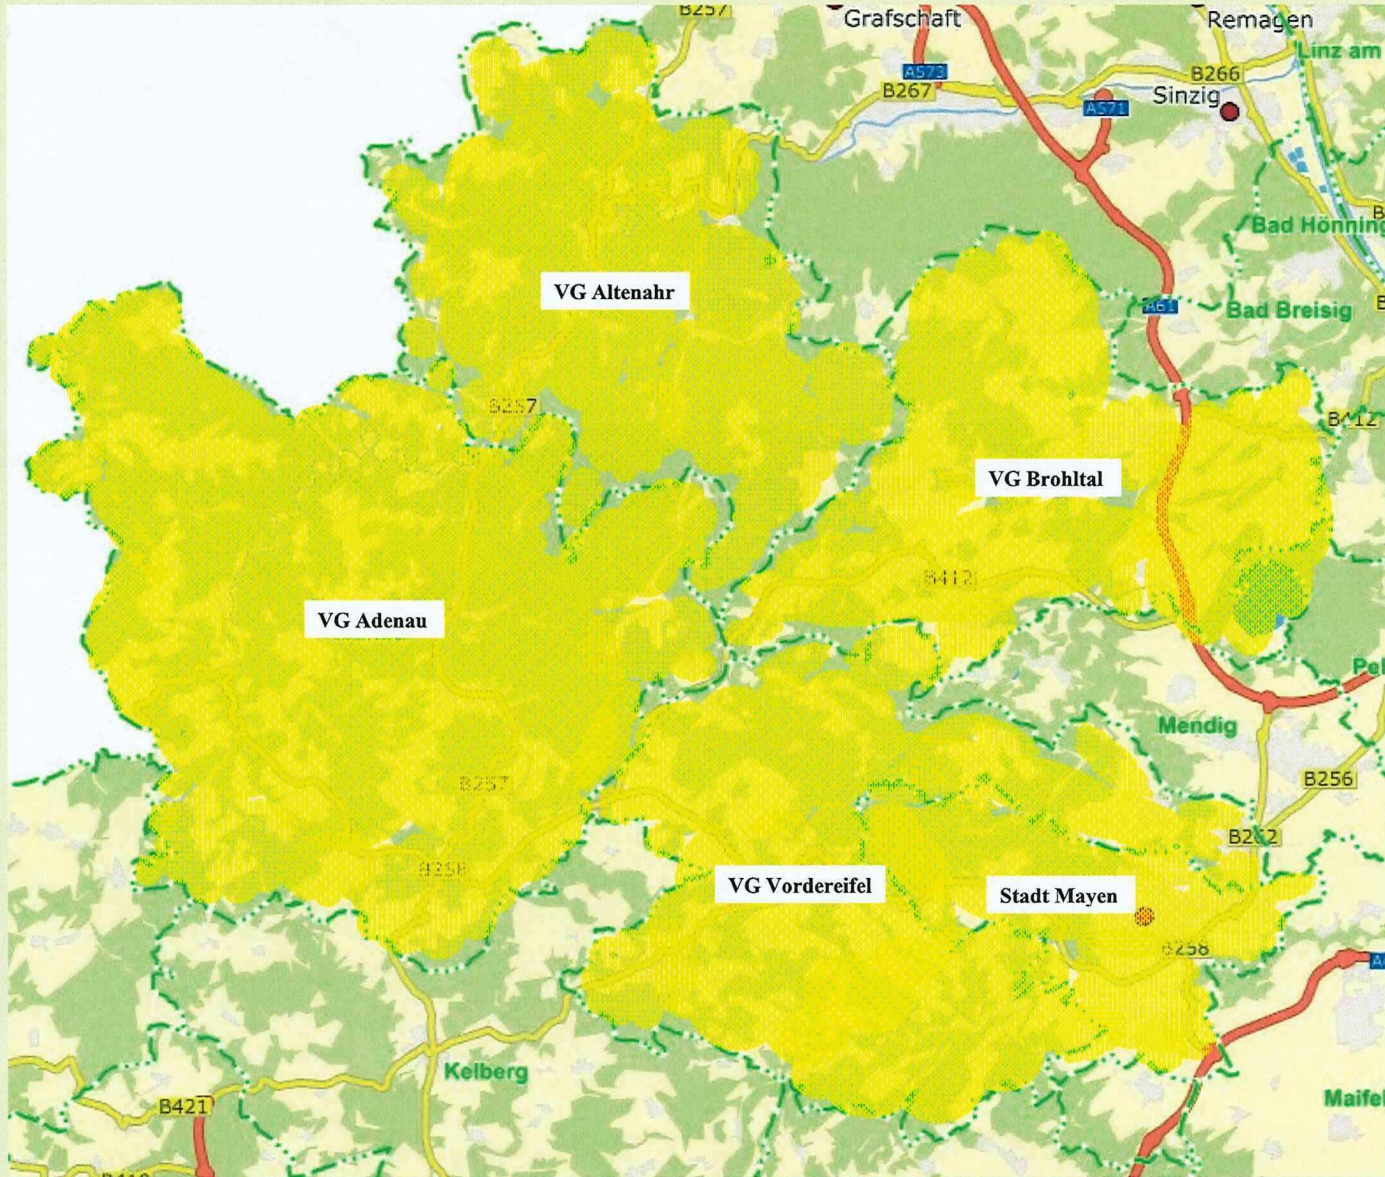 B257
Grafschaft
Remagen
Linz am
A573
B266
B267
Sinzig
A571
Bad Hönning
VG Altenahr
A61
Bad Breisig
B257
B412
VG Brohltal
B412
VG Adenau
Mendig
B257
B256
B262
B258
VG Vordereifel
Stadt Mayen
B258
Kelberg
Maifel
B421